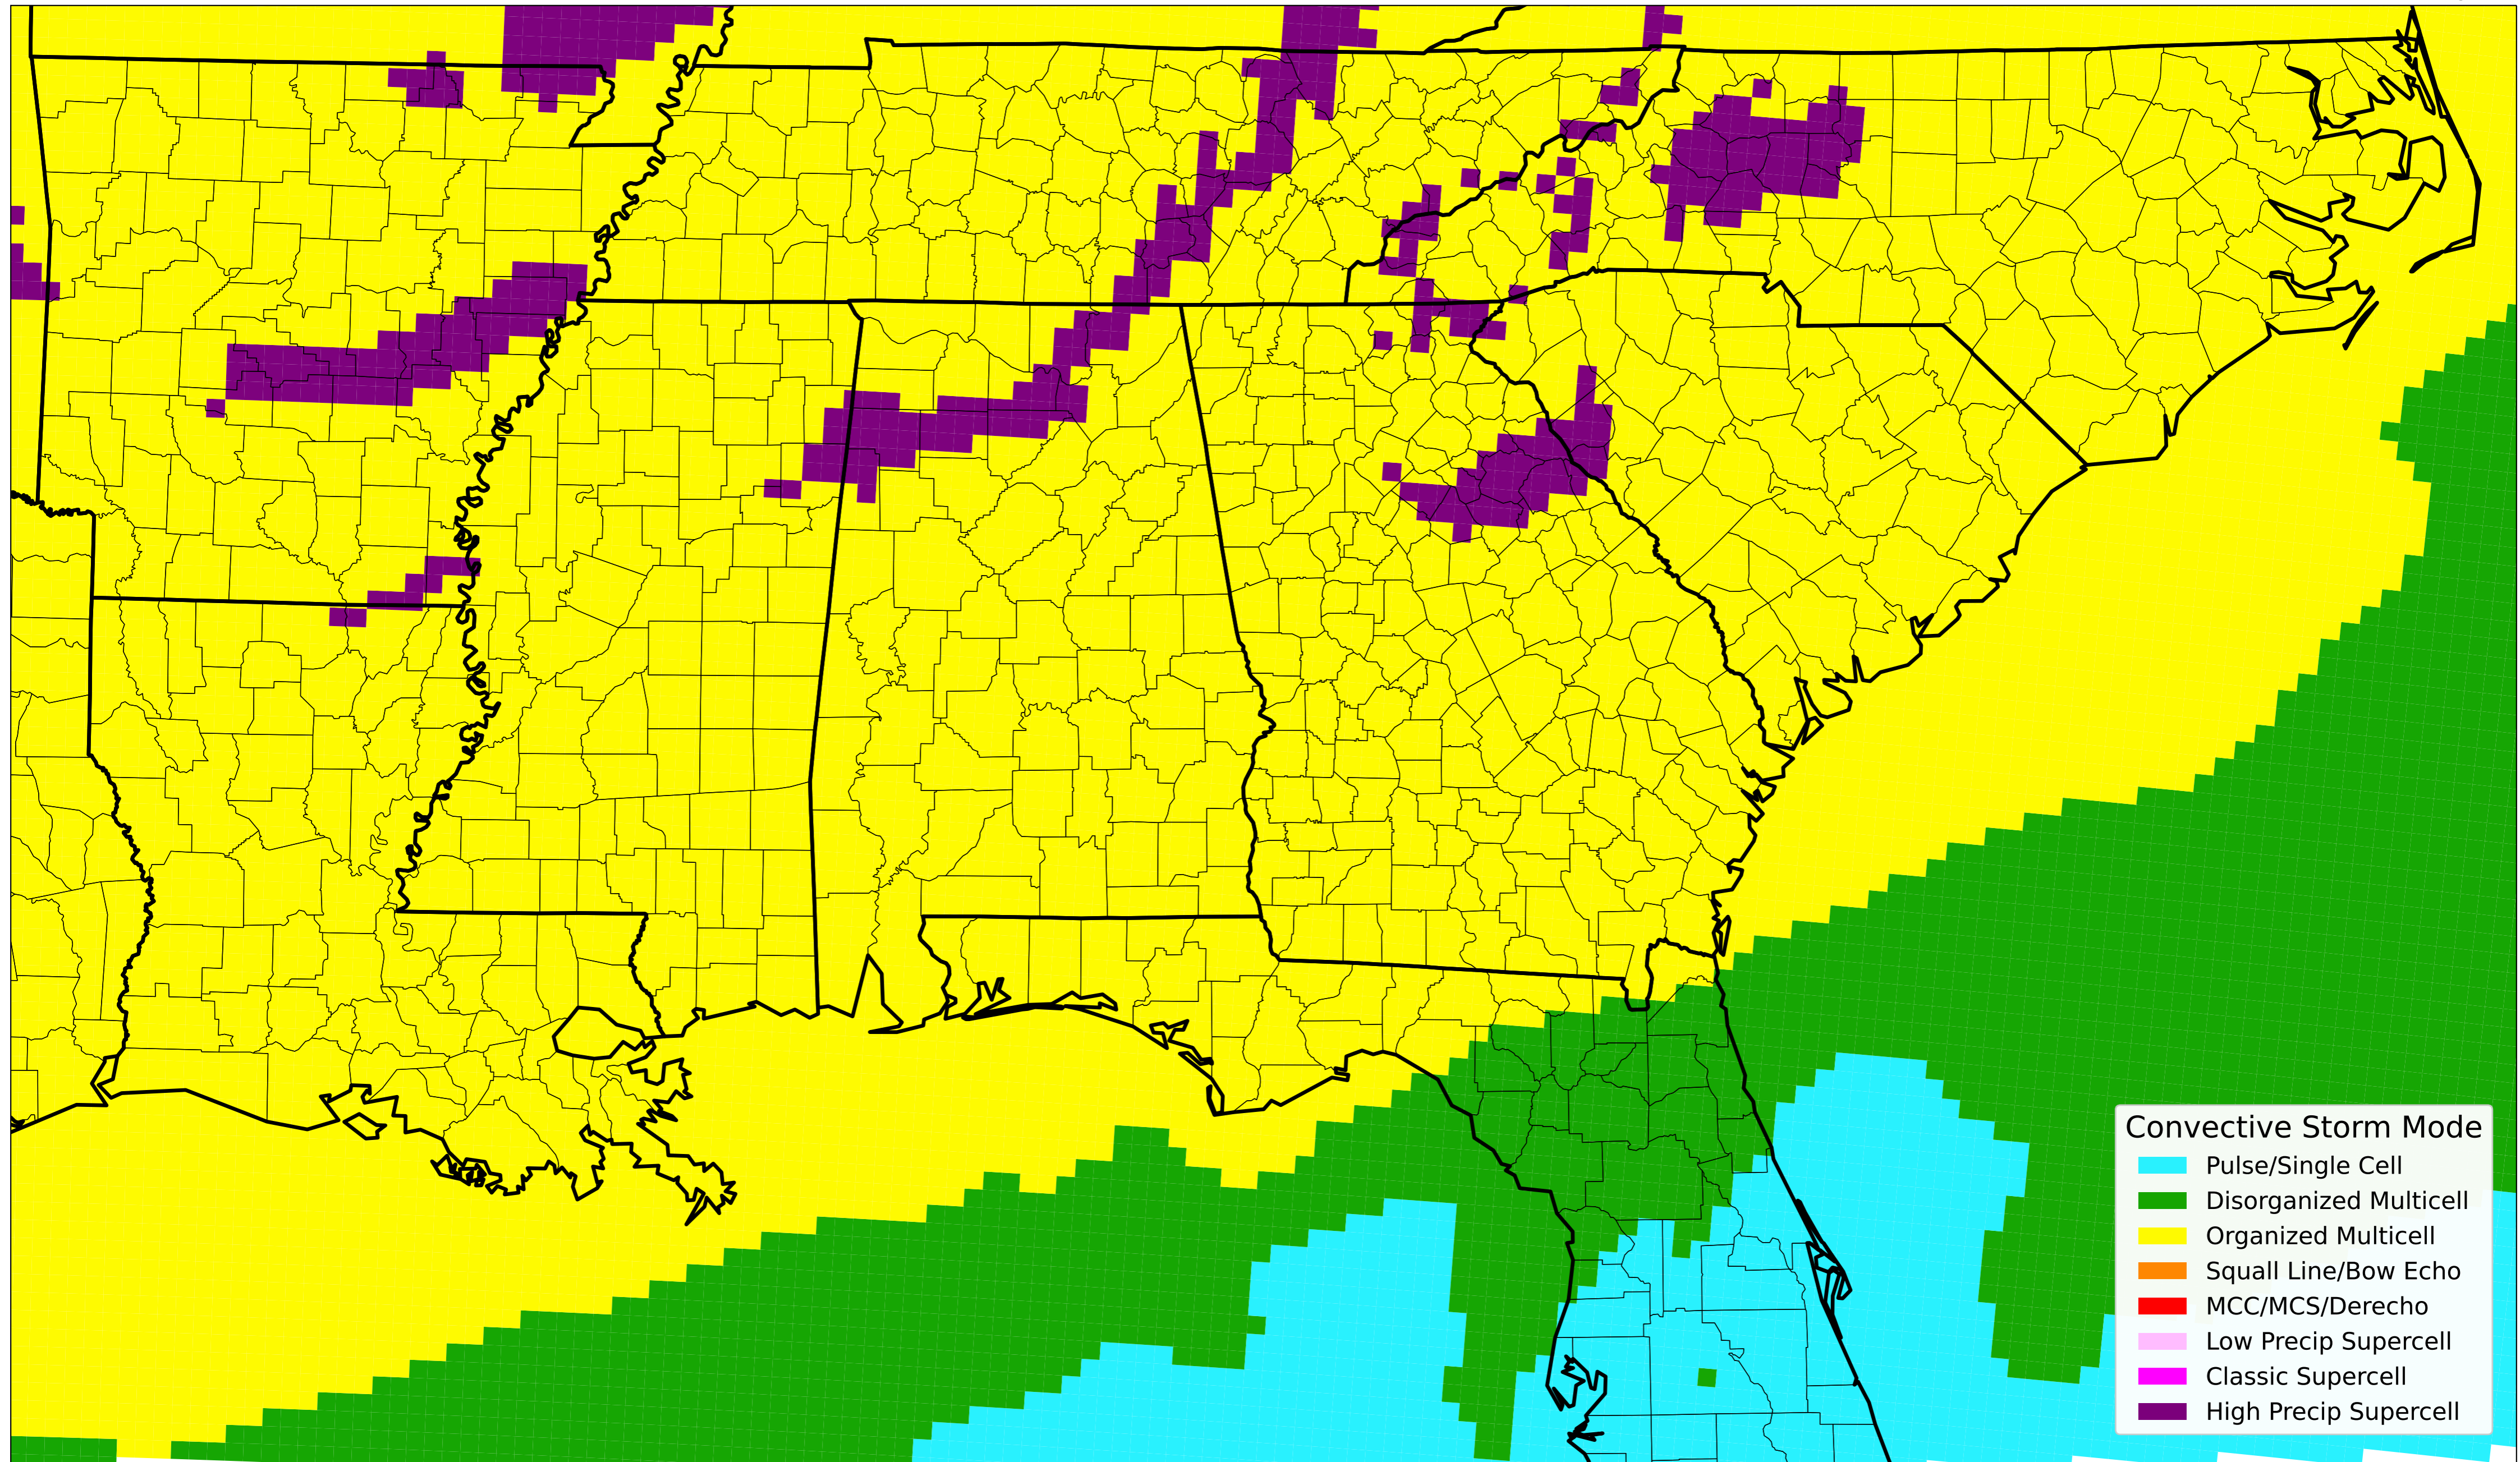 Convective Storm Mode
Pulse/Single Cell
Disorganized Multicell
Organized Multicell
Squall Line/Bow Echo
MCC/MCS/Derecho
Low Precip Supercell
Classic Supercell
High Precip Supercell